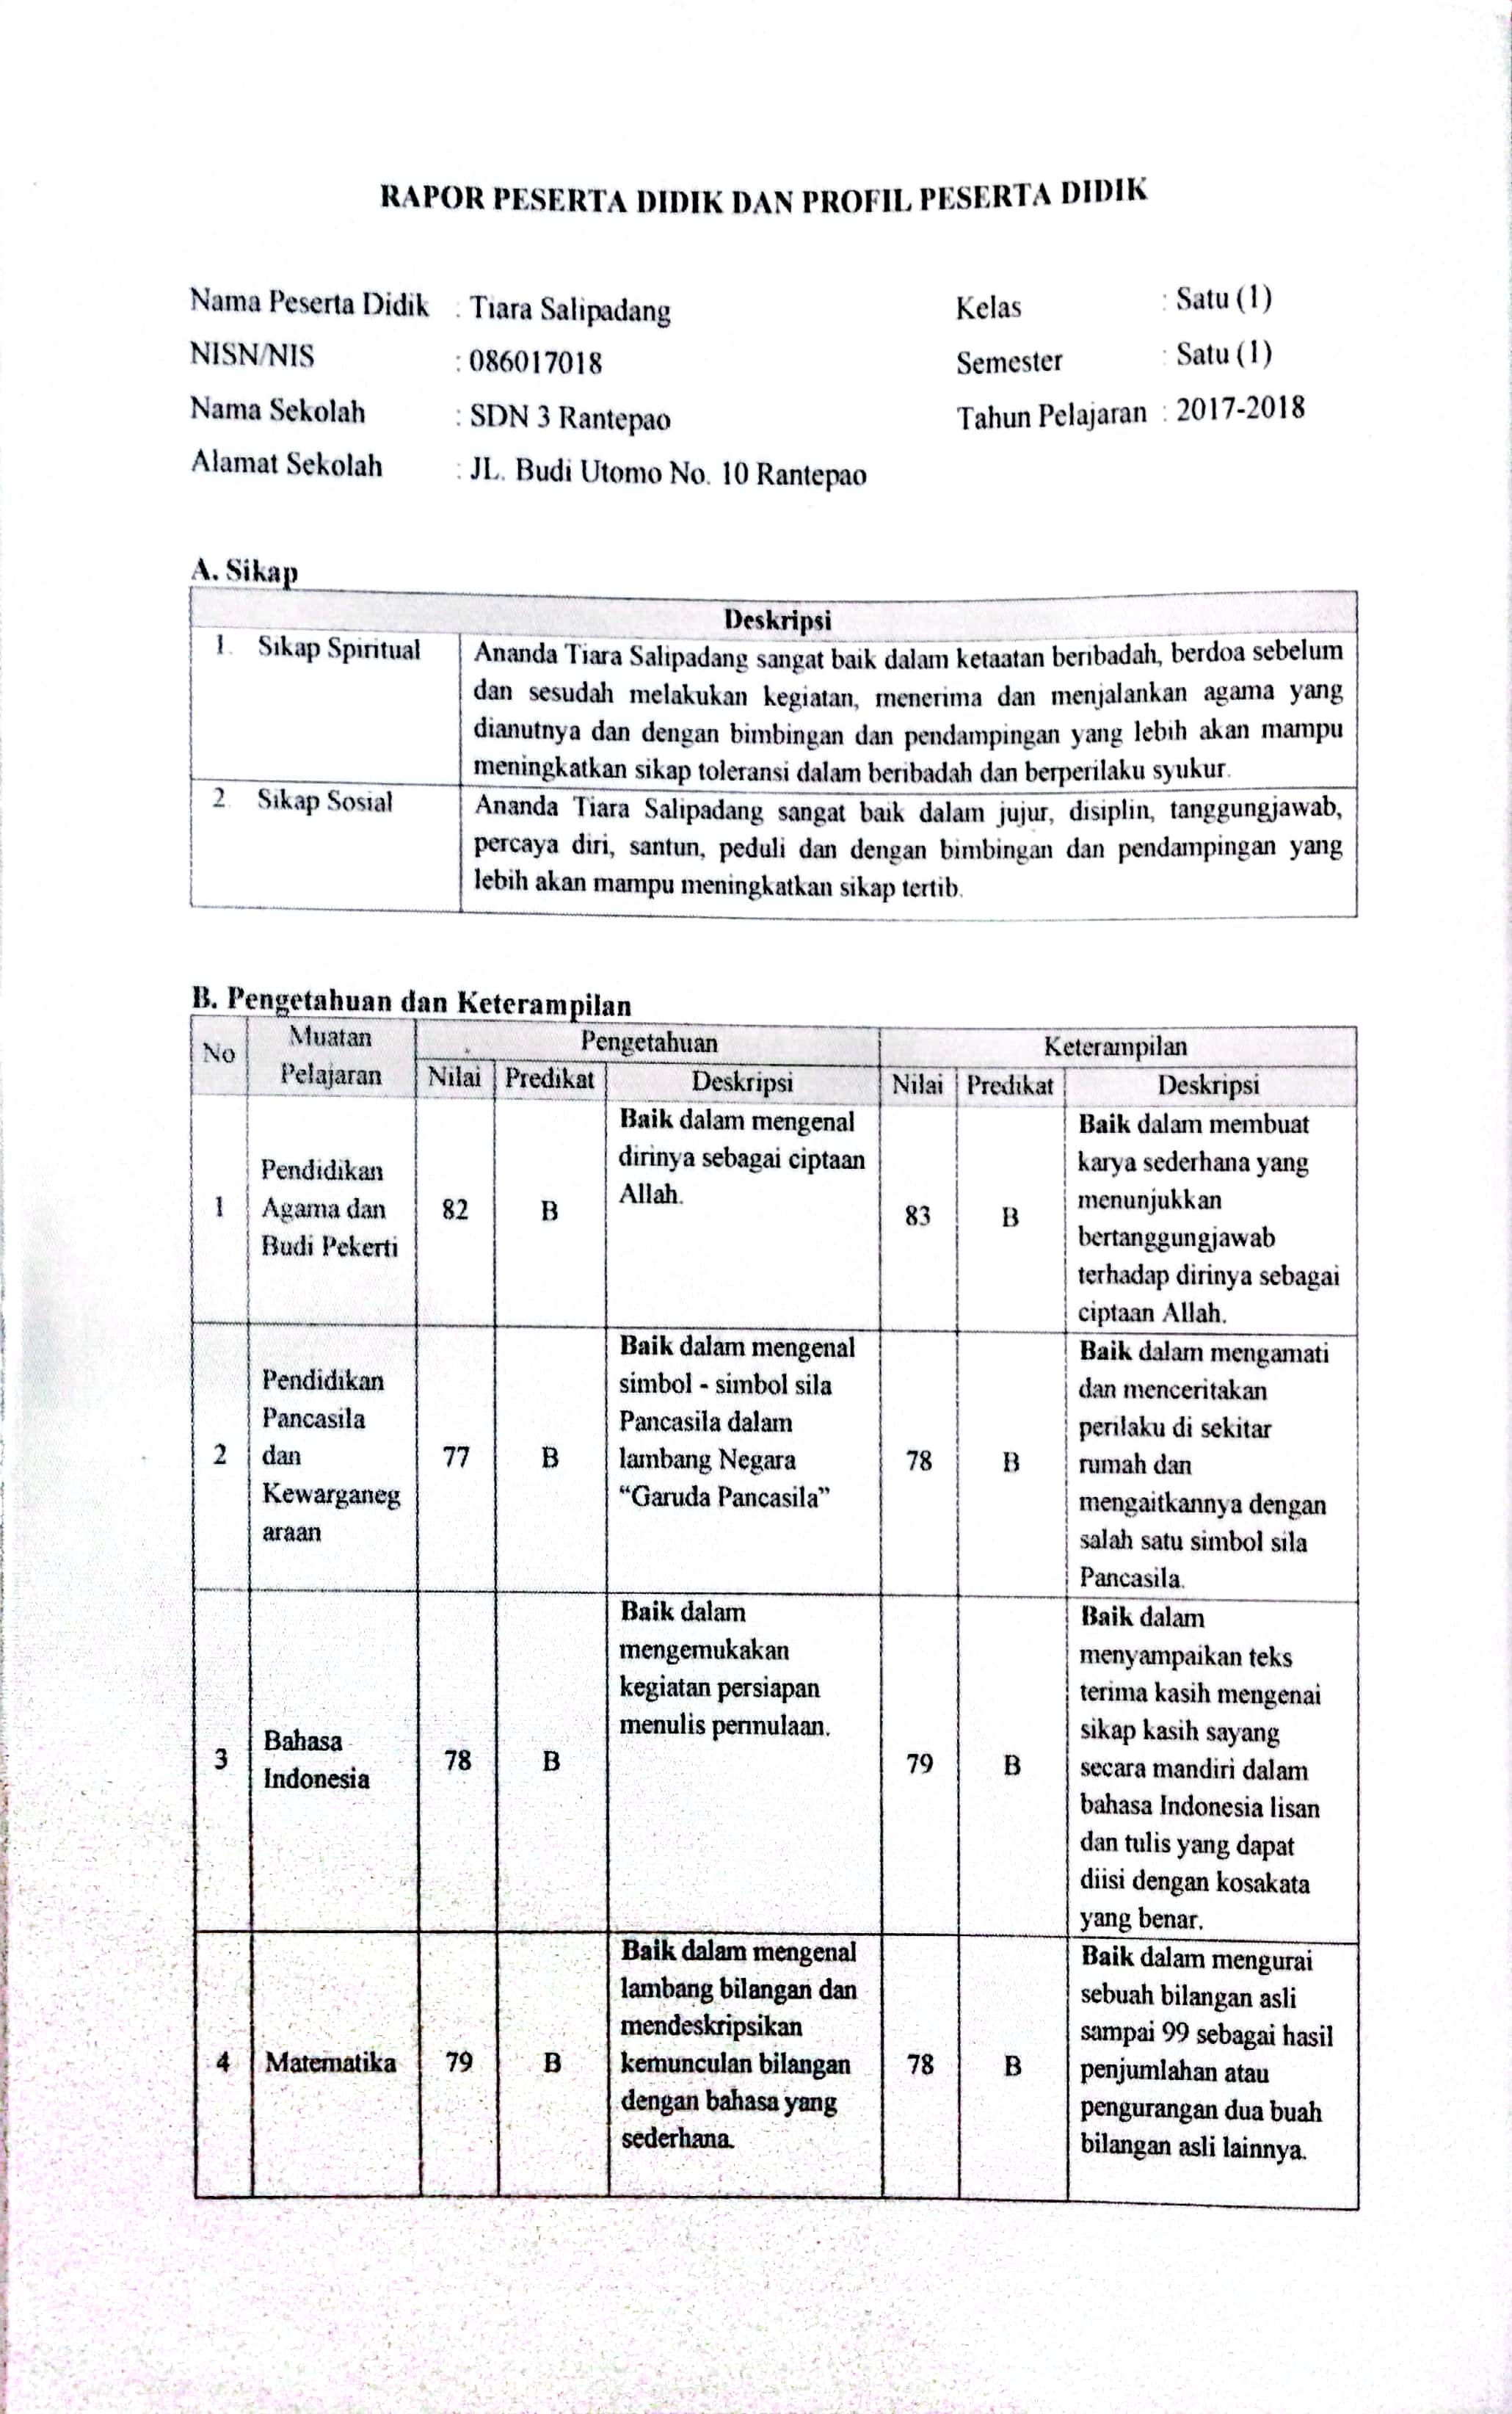 RAPOR PESERTA DIDIK DAN PROFIL PESERTA DIDIK
Nama Peserta Didik : Tiara Salipadang
Kelas : Satu (1)
NISN/NIS : 086017018
Semester : Satu (1)
Nama Sekolah : SDN 3 Rantepao
Tahun Pelajaran : 2017-2018
Alamat Sekolah : JL. Budi Utomo No. 10 Rantepao
A. Sikap
Deskripsi
1. Sikap Spiritual
Ananda Tiara Salipadang sangat baik dalam ketaatan beribadah, berdoa sebelum
dan sesudah melakukan kegiatan, menerima dan menjalankan agama yang
dianutnya dan dengan bimbingan dan pendampingan yang lebih akan mampu
meningkatkan sikap toleransi dalam beribadah dan berperilaku syukur.
2. Sikap Sosial
Ananda Tiara Salipadang sangat baik dalam jujur, disiplin, tanggungjawab,
percaya diri, santun, peduli dan dengan bimbingan dan pendampingan yang
lebih akan mampu meningkatkan sikap tertib.
B. Pengetahuan dan Keterampilan
No
Muatan
Pelajaran
Pengetahuan
Keterampilan
Nilai Predikat Deskripsi Nilai Predikat Deskripsi
1
Pendidikan
Agama dan
Budi Pekerti
82
B
Baik dalam mengenal
dirinya sebagai ciptaan
Allah.
83
B
Baik dalam membuat
karya sederhana yang
menunjukkan
bertanggungjawab
terhadap dirinya sebagai
ciptaan Allah.
2
Pendidikan
Pancasila
dan
Kewarganeg
araan
77
B
Baik dalam mengenal
simbol - simbol sila
Pancasila dalam
lambang Negara
“Garuda Pancasila”
78
B
Baik dalam mengamati
dan menceritakan
perilaku di sekitar
rumah dan
mengaitkannya dengan
salah satu simbol sila
Pancasila.
3
Bahasa
Indonesia
78
B
Baik dalam
mengemukakan
kegiatan persiapan
menulis permulaan.
79
B
Baik dalam
menyampaikan teks
terima kasih mengenai
sikap kasih sayang
secara mandiri dalam
bahasa Indonesia lisan
dan tulis yang dapat
diisi dengan kosakata
yang benar.
4
Matematika
79
B
Baik dalam mengenal
lambang bilangan dan
mendeskripsikan
kemunculan bilangan
dengan bahasa yang
sederhana.
78
B
Baik dalam mengurai
sebuah bilangan asli
sampai 99 sebagai hasil
penjumlahan atau
pengurangan dua buah
bilangan asli lainnya.